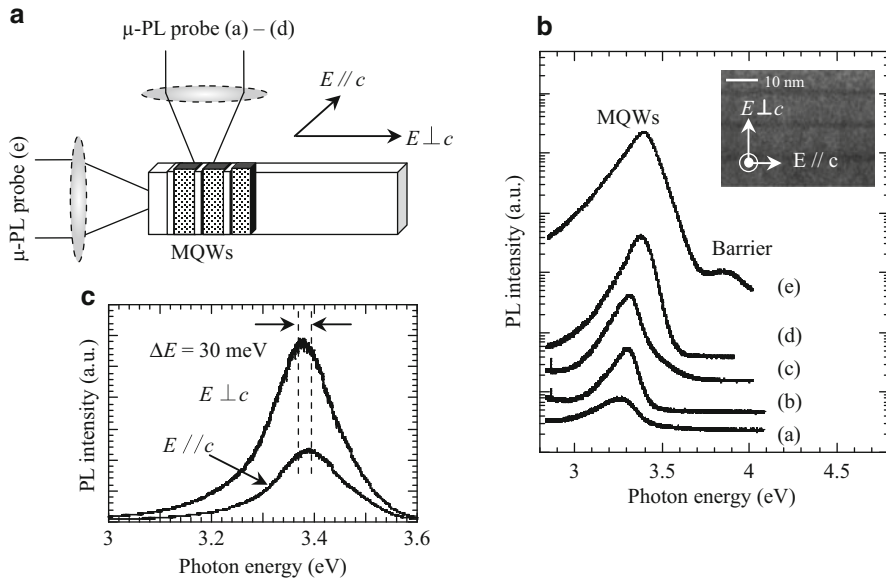 a
μ-PL probe (a) – (d)
E // c
E ⊥ c
μ-PL probe (e)
MQWs
b
10 nm
E ⊥ c
E // c
MQWs
Barrier
(e)
(d)
(c)
(b)
(a)
PL intensity (a.u.)
3 3.5 4 4.5
Photon energy (eV)
c
ΔE = 30 meV
E ⊥ c
E // c
PL intensity (a.u.)
3 3.2 3.4 3.6
Photon energy (eV)